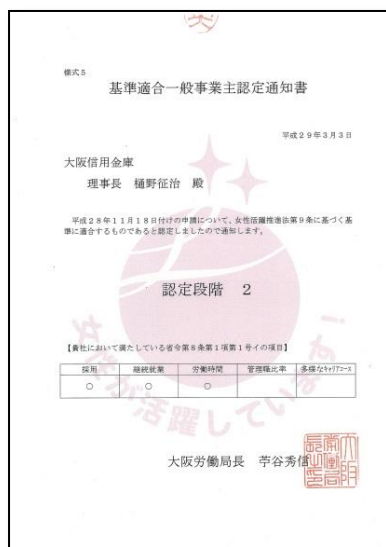 様式5
基準適合一般事業主認定通知書
平成29年3月3日
大阪信用金庫
理事長 樋野征治 殿
平成28年11月18日付けの申請について、女性活躍推進法第9条に基づく基
準に適合するものであると認定しましたので通知します。
認定段階 2
【貴社において満たしている省令第8条第1項第1号イの項目】
採用 継続就業 労働時間 管理職比率 多様なキャリアコース
○ ○ ○
女性が活躍しています!
大阪労働局長 苧谷秀信
大阪労働局長之印